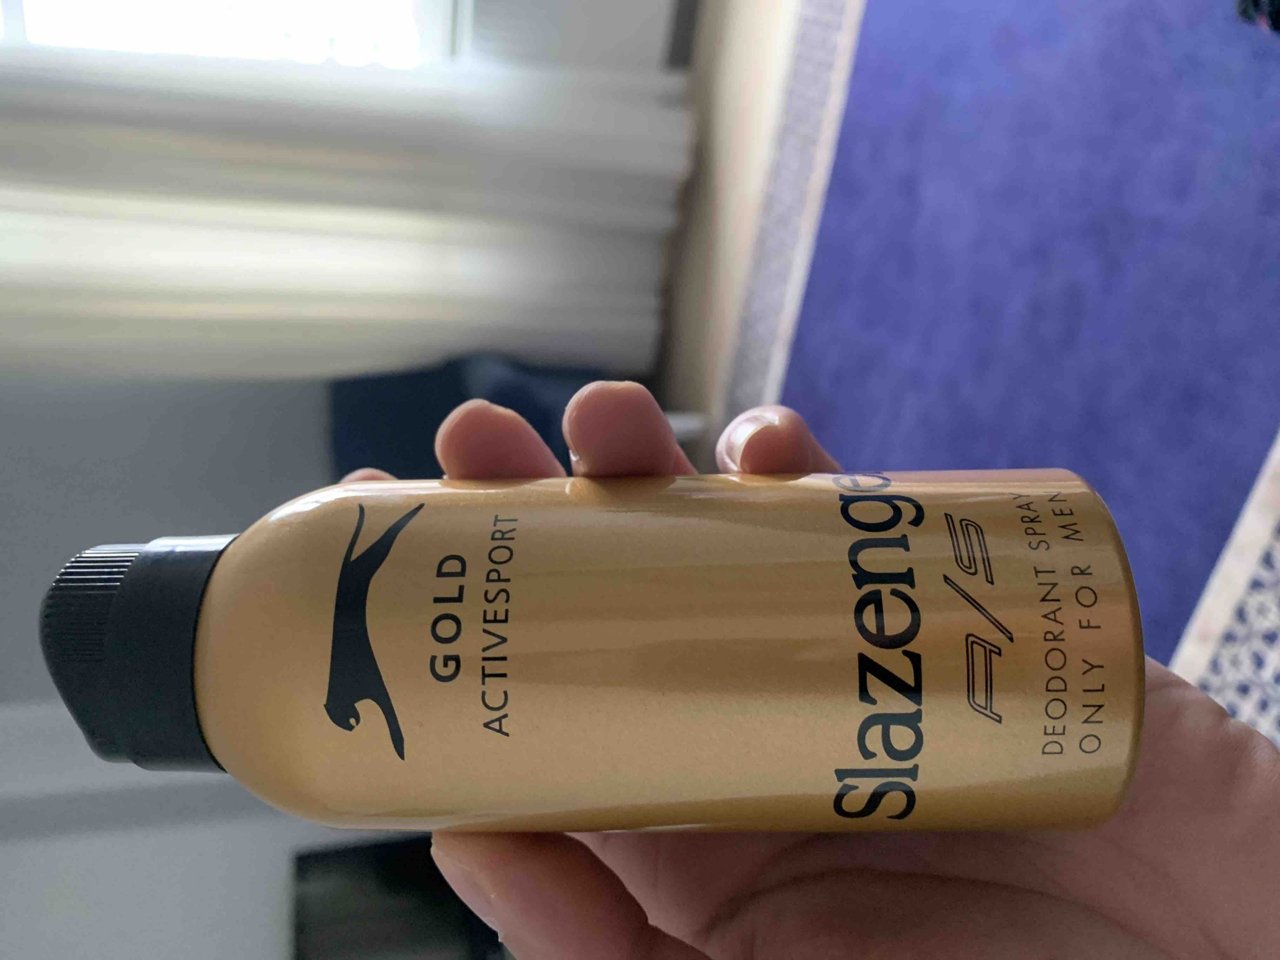 GOLD
ACTIVESPORT
Slazenge
A/S
DEODORANT SPRAY
ONLY FOR MEN